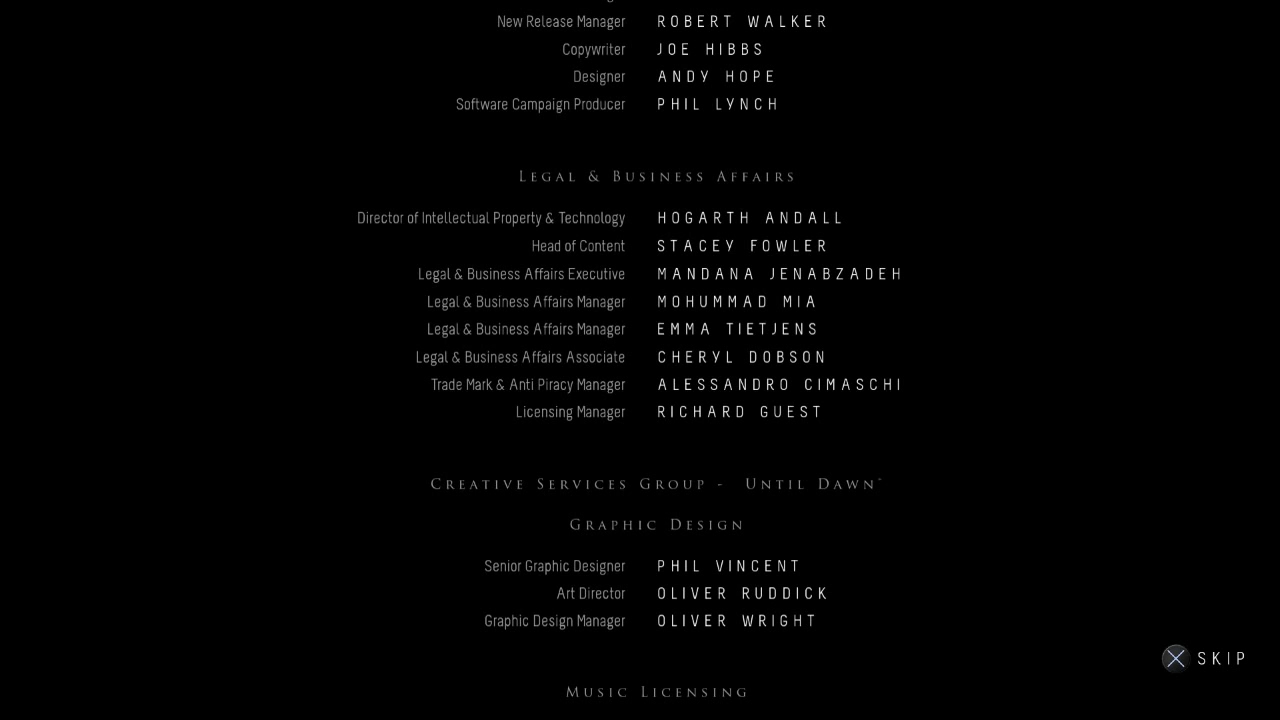 New Release Manager ROBERT WALKER
Copywriter JOE HIBBS
Designer ANDY HOPE
Software Campaign Producer PHIL LYNCH
LEGAL & BUSINESS AFFAIRS
Director of Intellectual Property & Technology HOGARTH ANDALL
Head of Content STACEY FOWLER
Legal & Business Affairs Executive MANDANA JENABZADEH
Legal & Business Affairs Manager MOHUMMAD MIA
Legal & Business Affairs Manager EMMA TIETJENS
Legal & Business Affairs Associate CHERYL DOBSON
Trade Mark & Anti Piracy Manager ALESSANDRO CIMASCHI
Licensing Manager RICHARD GUEST
CREATIVE SERVICES GROUP - UNTIL DAWN
GRAPHIC DESIGN
Senior Graphic Designer PHIL VINCENT
Art Director OLIVER RUDDICK
Graphic Design Manager OLIVER WRIGHT
SKIP
MUSIC LICENSING